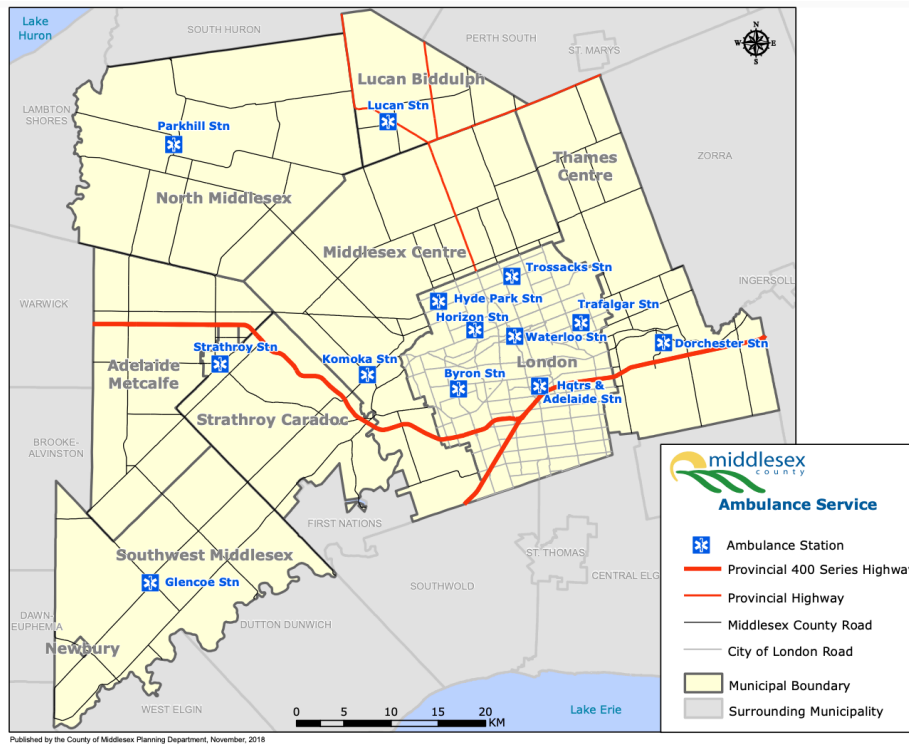 Lake
Huron
SOUTH HURON
PERTH SOUTH
ST. MARYS
N
W
E
S
LAMBTON
SHORES
Lucan Biddulph
Lucan Stn
Parkhill Stn
ZORRA
Thames
Centre
North Middlesex
Middlesex Centre
Trossacks Stn
INGERSOLL
WARWICK
Hyde Park Stn
Trafalgar Stn
Horizon Stn
Waterloo Stn
Dorchester Stn
Strathroy Stn
Komoka Stn
London
Adelaide
Metcalfe
Byron Stn
Hqtrs &
Adelaide Stn
Strathroy Caradoc
BROOKE-
ALVINSTON
FIRST NATIONS
ST. THOMAS
Southwest Middlesex
Glencoe Stn
SOUTHWOLD
CENTRAL ELG
DAWN-
EUPHEMIA
DUTTON DUNWICH
Newbury
WEST ELGIN
Lake Erie
0 5 10 15 20
KM
middlesex
county
Ambulance Service
Ambulance Station
Provincial 400 Series Highway
Provincial Highway
Middlesex County Road
City of London Road
Municipal Boundary
Surrounding Municipality
Published by the County of Middlesex Planning Department, November, 2018